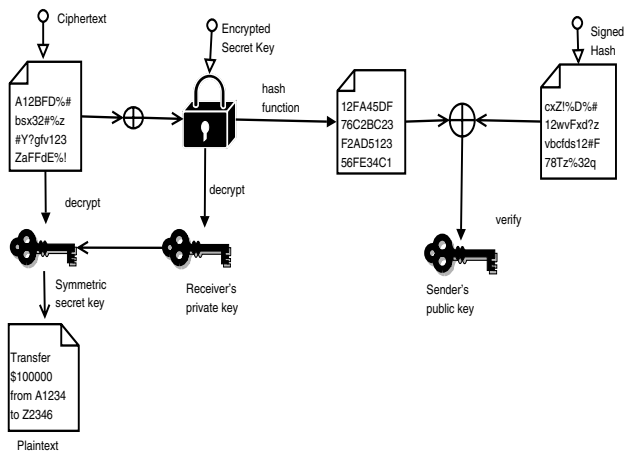 Ciphertext
Encrypted
Secret Key
Signed
Hash
A12BFD%#
bsx32#%z
#Y?gfv123
ZaFFdE%!
hash
function
12FA45DF
76C2BC23
F2AD5123
56FE34C1
cxZ!%D%#
12wvFxd?z
vbcfds12#F
78Tz%32q
decrypt
decrypt
verify
Symmetric
secret key
Receiver's
private key
Sender's
public key
Transfer
$100000
from A1234
to Z2346
Plaintext